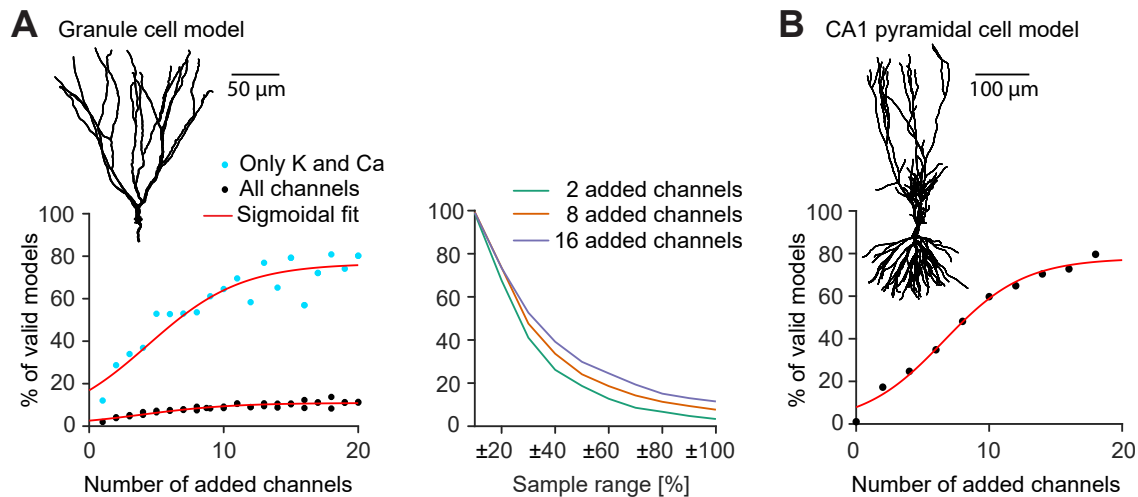 A
Granule cell model
50 µm
Only K and Ca
All channels
Sigmoidal fit
% of valid models
100
80
60
40
20
0
0
10
20
Number of added channels
2 added channels
8 added channels
16 added channels
100
80
60
40
20
0
±20
±40
±60
±80
±100
Sample range [%]
B
CA1 pyramidal cell model
100 µm
% of valid models
100
80
60
40
20
0
0
10
20
Number of added channels